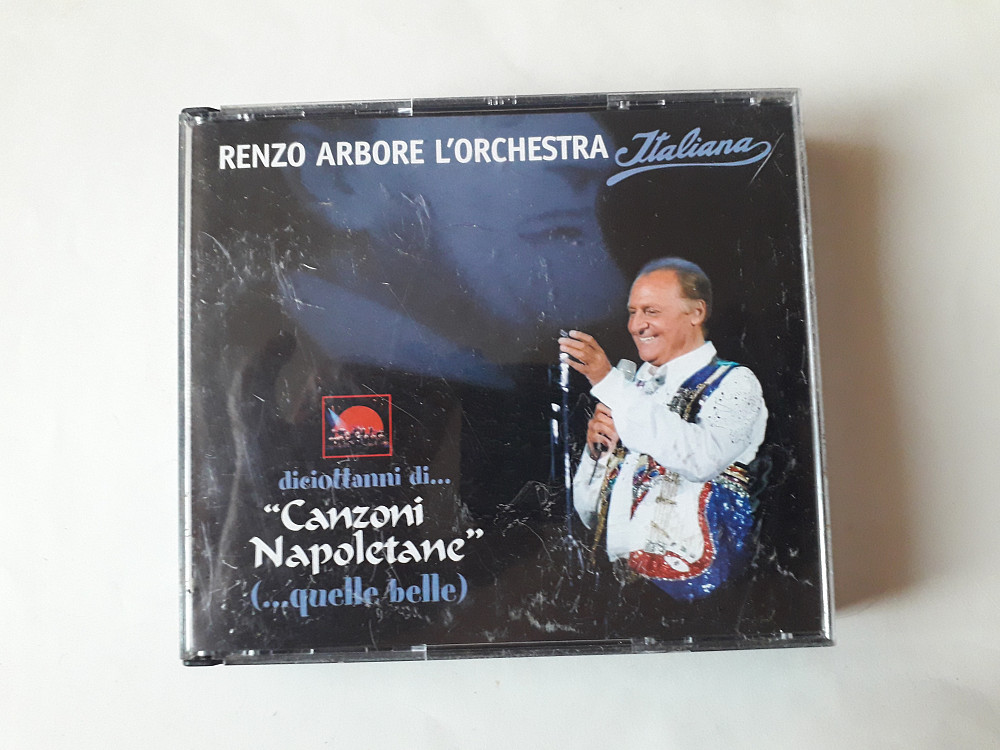 RENZO ARBORE L'ORCHESTRA Italiana
diciottanni di...
"Canzoni
Napoletane"
(...quelle belle)